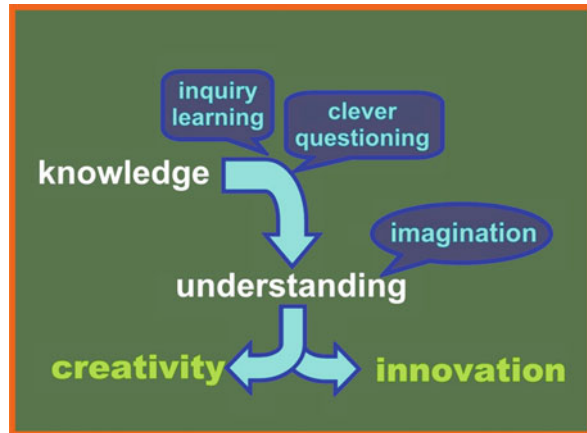 inquiry
learning
clever
questioning
knowledge
imagination
understanding
creativity
innovation